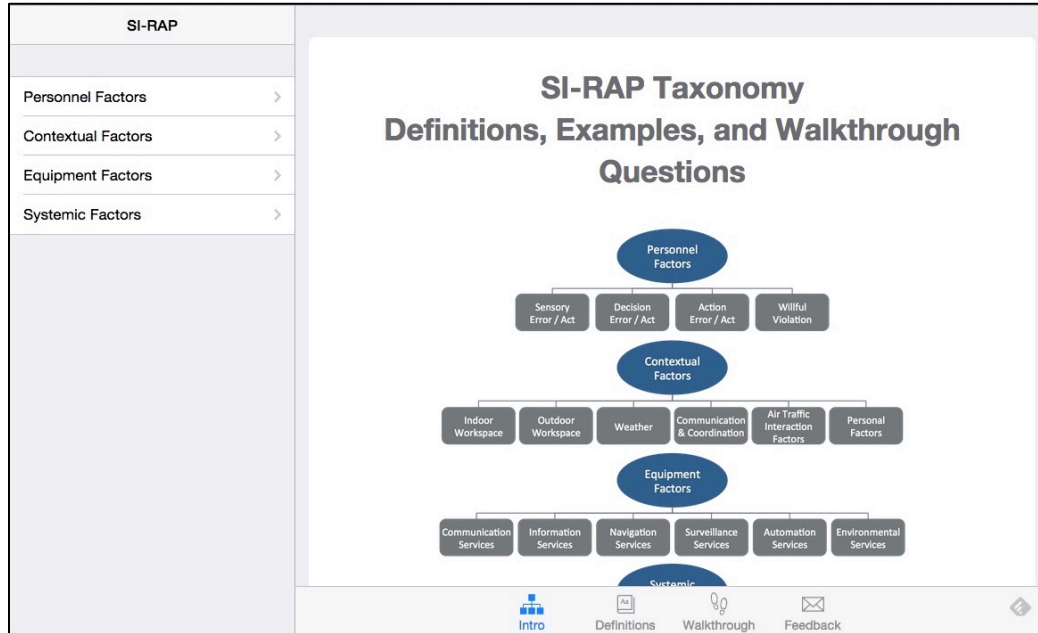 SI-RAP
Personnel Factors
Contextual Factors
Equipment Factors
Systemic Factors
SI-RAP Taxonomy
Definitions, Examples, and Walkthrough
Questions
Personnel
Factors
Sensory
Error / Act
Decision
Error / Act
Action
Error / Act
Willful
Violation
Contextual
Factors
Indoor
Workspace
Outdoor
Workspace
Weather
Communication
& Coordination
Air Traffic
Interaction
Factors
Personal
Factors
Equipment
Factors
Communication
Services
Information
Services
Navigation
Services
Surveillance
Services
Automation
Services
Environmental
Services
Systemic
Aa
Intro
Definitions
Walkthrough
Feedback